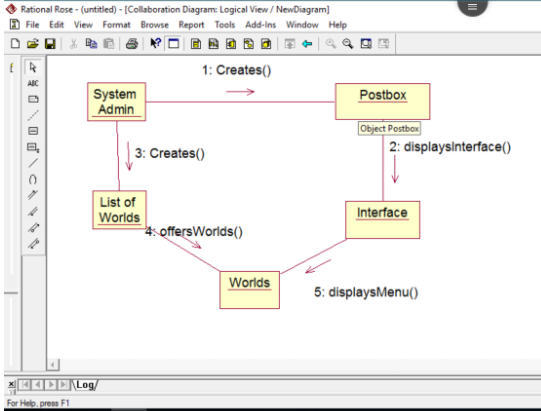 Rational Rose - (untitled) - [Collaboration Diagram: Logical View / NewDiagram]
File Edit View Format Browse Report Tools Add-Ins Window Help
ABC
1: Creates()
System
Admin
Postbox
Object Postbox
2: displaysInterface()
3: Creates()
List of
Worlds
Interface
4: offersWorlds()
Worlds
5: displaysMenu()
Log
For Help, press F1